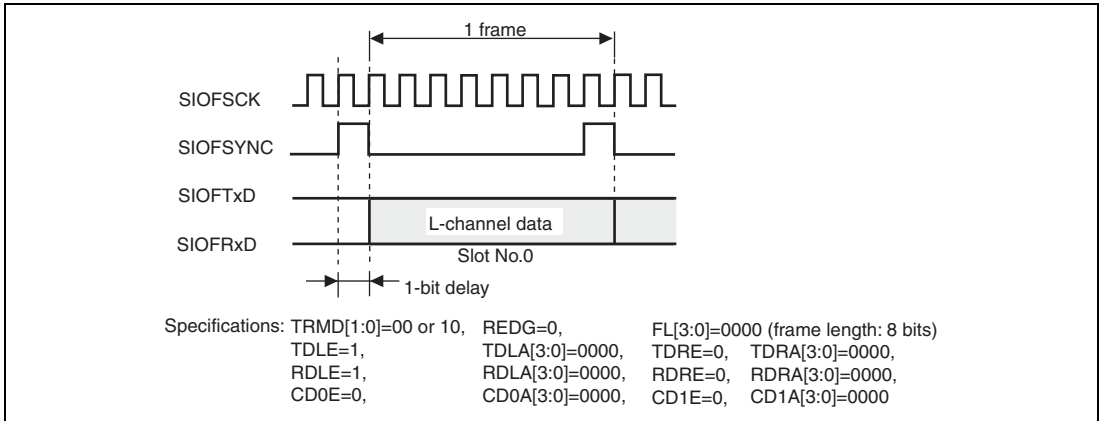 1 frame
SIOFSCK
SIOFSYNC
SIOFTxD
L-channel data
SIOFRxD
Slot No.0
1-bit delay
Specifications: TRMD[1:0]=00 or 10, REDG=0, FL[3:0]=0000 (frame length: 8 bits)
TDLE=1, TDLA[3:0]=0000, TDRE=0, TDRA[3:0]=0000,
RDLE=1, RDLA[3:0]=0000, RDRE=0, RDRA[3:0]=0000,
CD0E=0, CD0A[3:0]=0000, CD1E=0, CD1A[3:0]=0000